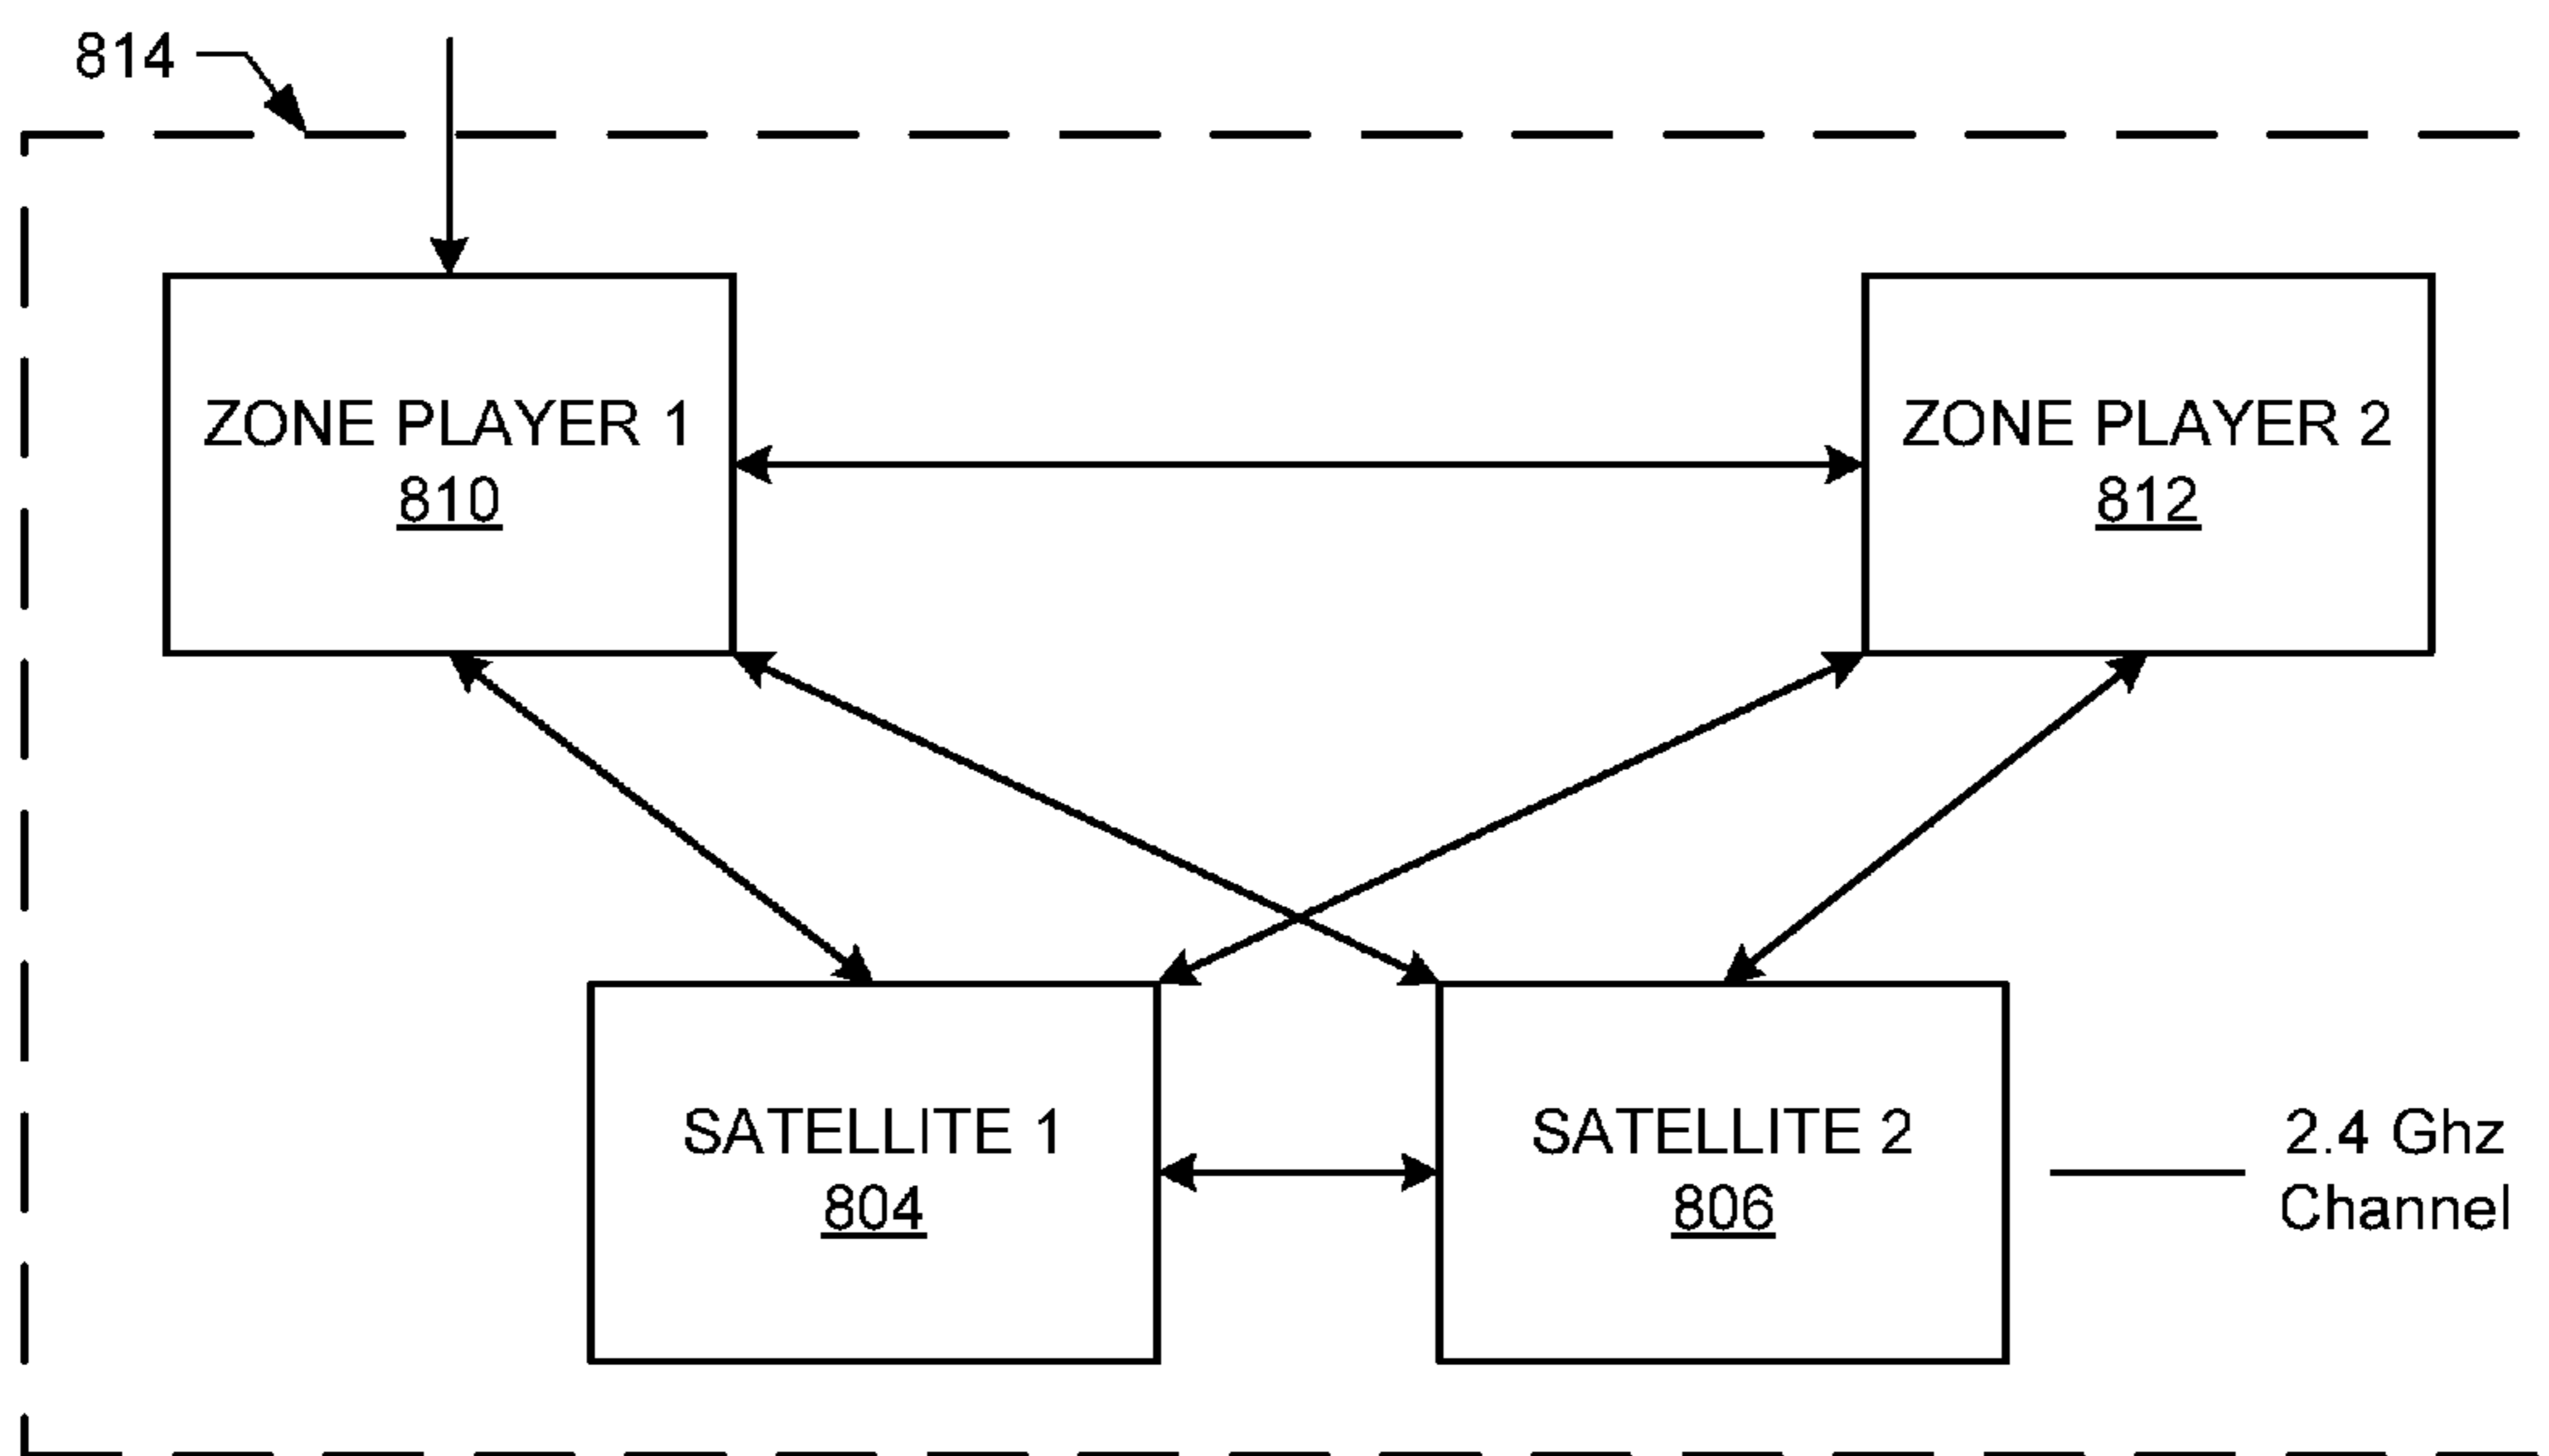 814
ZONE PLAYER 1
810
ZONE PLAYER 2
812
SATELLITE 1
804
SATELLITE 2
806
2.4 Ghz
Channel